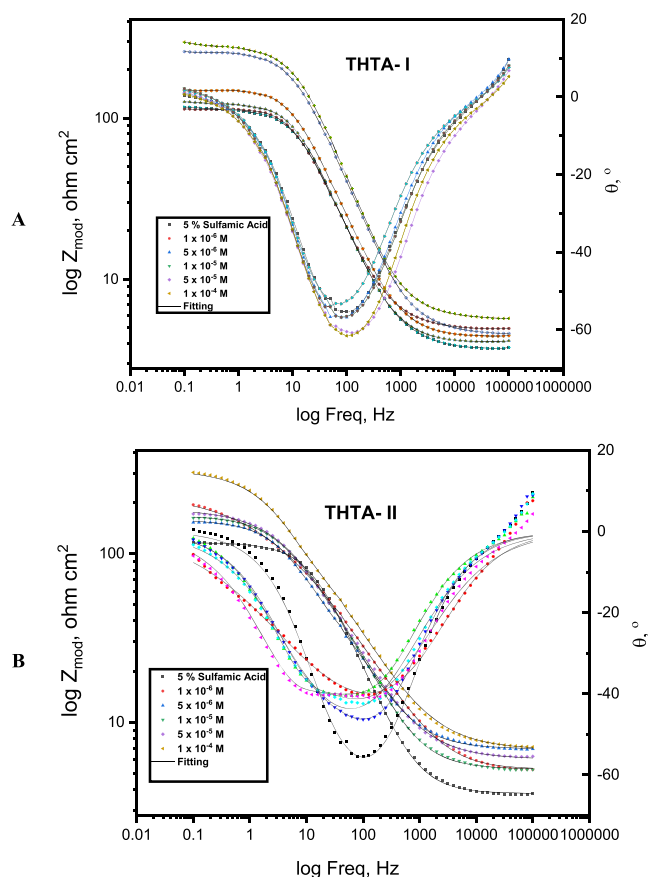 A
THTA- I
log Z_mod, ohm cm²
θ, °
100
10
20
0
-20
-40
-60
5 % Sulfamic Acid
1 x 10⁻⁶ M
5 x 10⁻⁶ M
1 x 10⁻⁵ M
5 x 10⁻⁵ M
1 x 10⁻⁴ M
Fitting
0.01 0.1 1 10 100 1000 10000 100000 1000000
log Freq, Hz
B
THTA- II
log Z_mod, ohm cm²
θ, °
100
10
20
0
-20
-40
-60
5 % Sulfamic Acid
1 x 10⁻⁶ M
5 x 10⁻⁶ M
1 x 10⁻⁵ M
5 x 10⁻⁵ M
1 x 10⁻⁴ M
Fitting
0.01 0.1 1 10 100 1000 10000 100000 1000000
log Freq, Hz